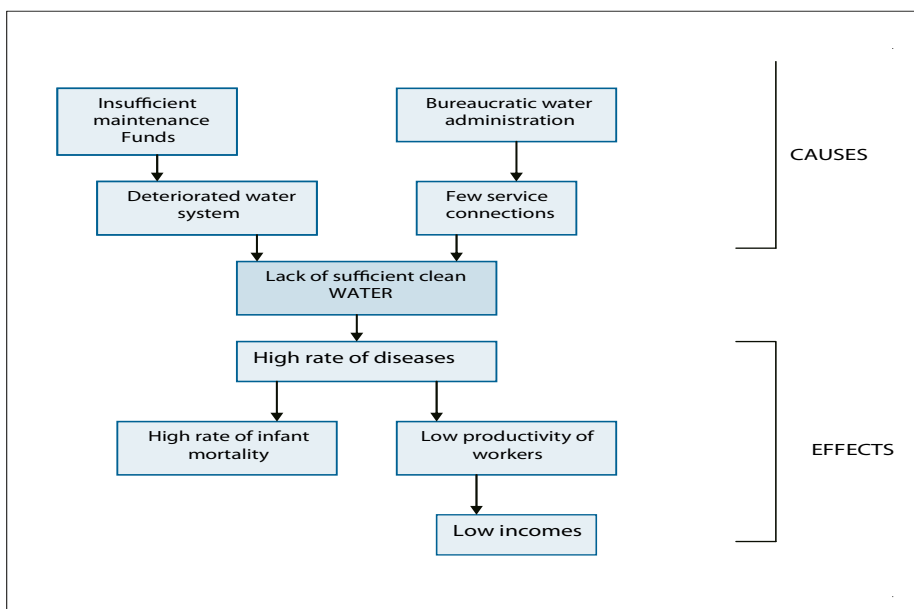 Insufficient
maintenance
Funds
Bureaucratic water
administration
CAUSES
Deteriorated water
system
Few service
connections
Lack of sufficient clean
WATER
High rate of diseases
High rate of infant
mortality
Low productivity of
workers
EFFECTS
Low incomes